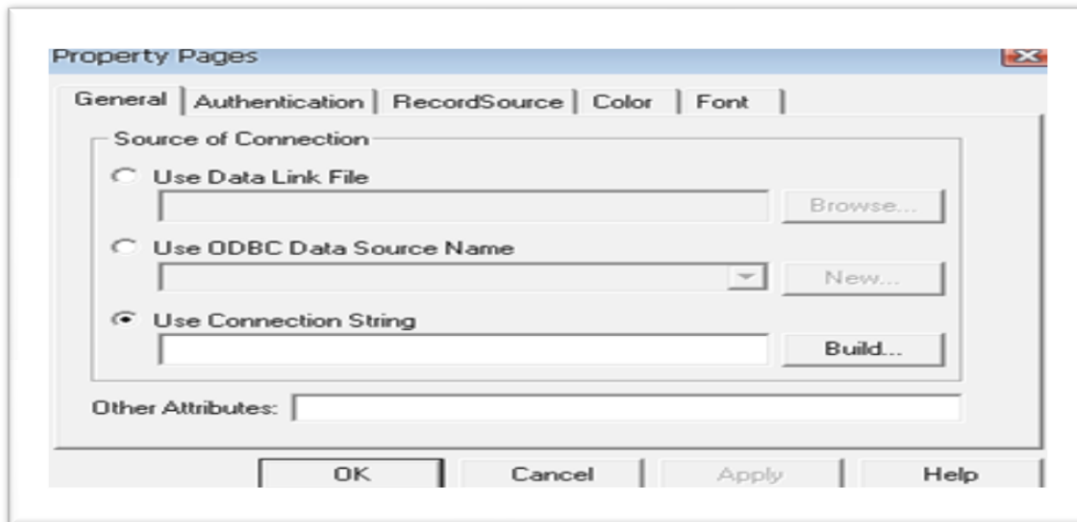 Property Pages
General Authentication RecordSource Color Font
Source of Connection
Use Data Link File
Browse...
Use ODBC Data Source Name
New...
Use Connection String
Build...
Other Attributes:
OK Cancel Apply Help